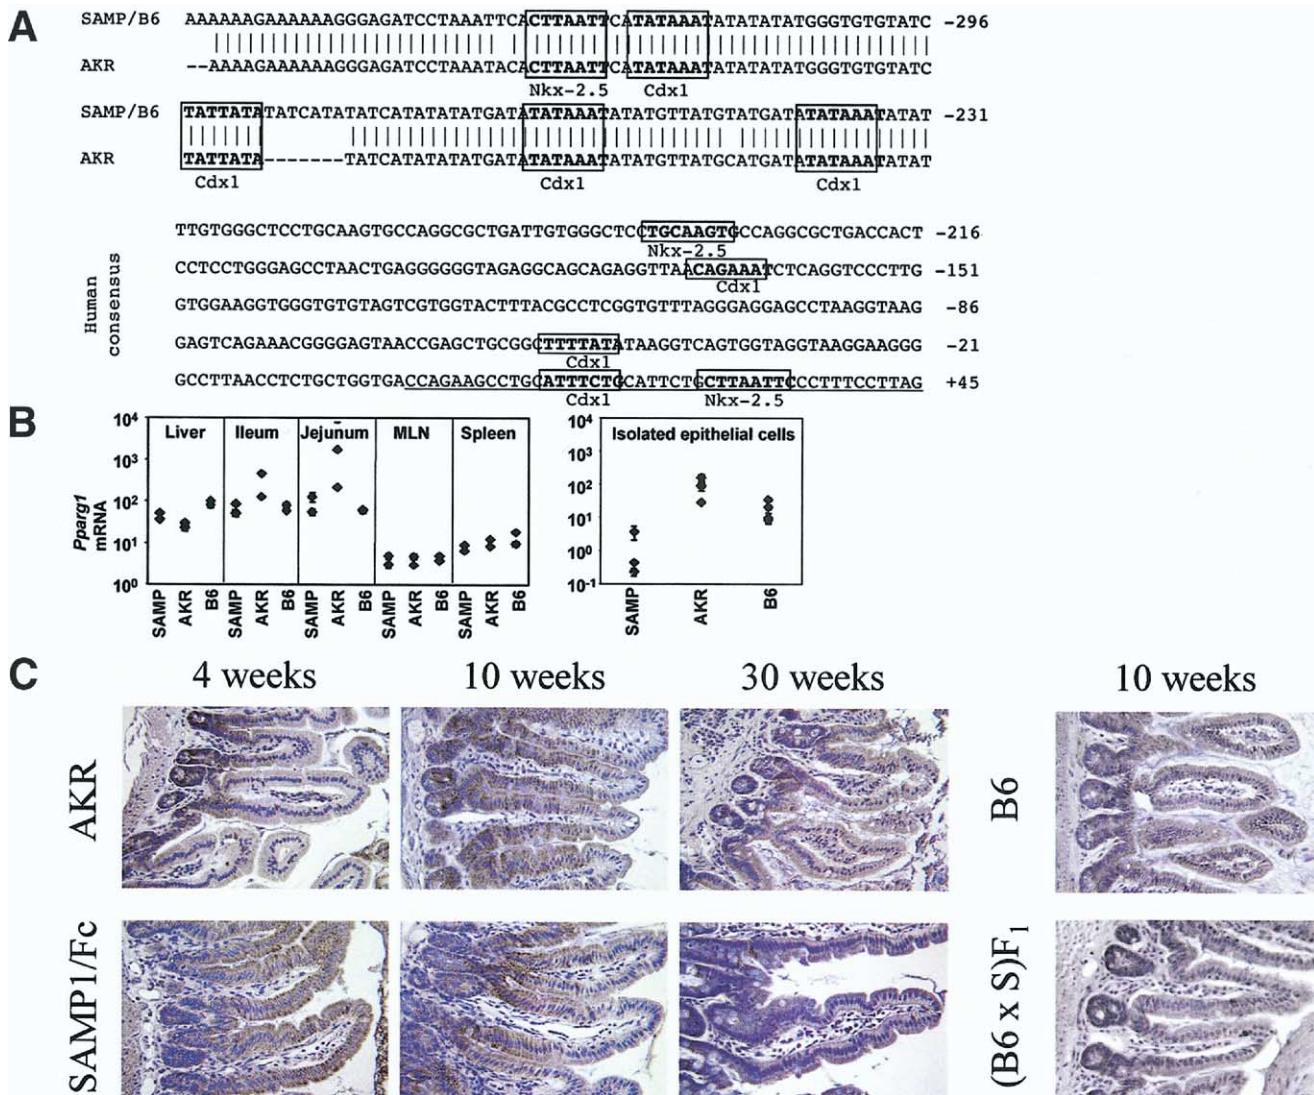 A
SAMP/B6 AAAAAAGAAAAAAGGGAGATCCTAAATTCACTTAATTCATATAAATATATATATGGGTGTGTATC -296
AKR --AAAAGAAAAAAGGGAGATCCTAAATACACTTAATTCATATAAATATATATATGGGTGTGTATC
Nkx-2.5 Cdx1
SAMP/B6 TATTATATATCATATATCATATATATGATATATAAATATATGTTATGTATGATATATAAATATAT -231
AKR TATTATA-------TATCATATATATGATATATAAATATATGTTATGCATGATATATAAATATAT
Cdx1 Cdx1 Cdx1
Human consensus
TTGTGGGCTCCTGCAAGTGCCAGGCGCTGATTGTGGGCTCCTGCAAGTGCCAGGCGCTGACCACT -216
Nkx-2.5
CCTCCTGGGAGCCTAACTGAGGGGGGTAGAGGCAGCAGAGGTTAACAGAAATCTCAGGTCCCTTG -151
Cdx1
GTGGAAGGTGGGTGTGTAGTCGTGGTACTTTACGCCTCGGTGTTTAGGGAGGAGCCTAAGGTAAG -86
GAGTCAGAAACGGGGAGTAACCGAGCTGCGGCTTTTATATAAGGTCAGTGGTAGGTAAGGAAGGG -21
Cdx1
GCCTTAACCTCTGCTGGTGACCAGAAGCCTGCATTTCTGCATTCTGCTTAATTCCCTTTCCTTAG +45
Cdx1 Nkx-2.5
B
Liver Ileum Jejunum MLN Spleen
Pparg1 mRNA
10⁴
10³
10²
10¹
10⁰
SAMP AKR B6 SAMP AKR B6 SAMP AKR B6 SAMP AKR B6 SAMP AKR B6
Isolated epithelial cells
10⁴
10³
10²
10¹
10⁰
10⁻¹
SAMP AKR B6
C
4 weeks 10 weeks 30 weeks 10 weeks
AKR B6
SAMP1/Fc (B6 x S)F₁